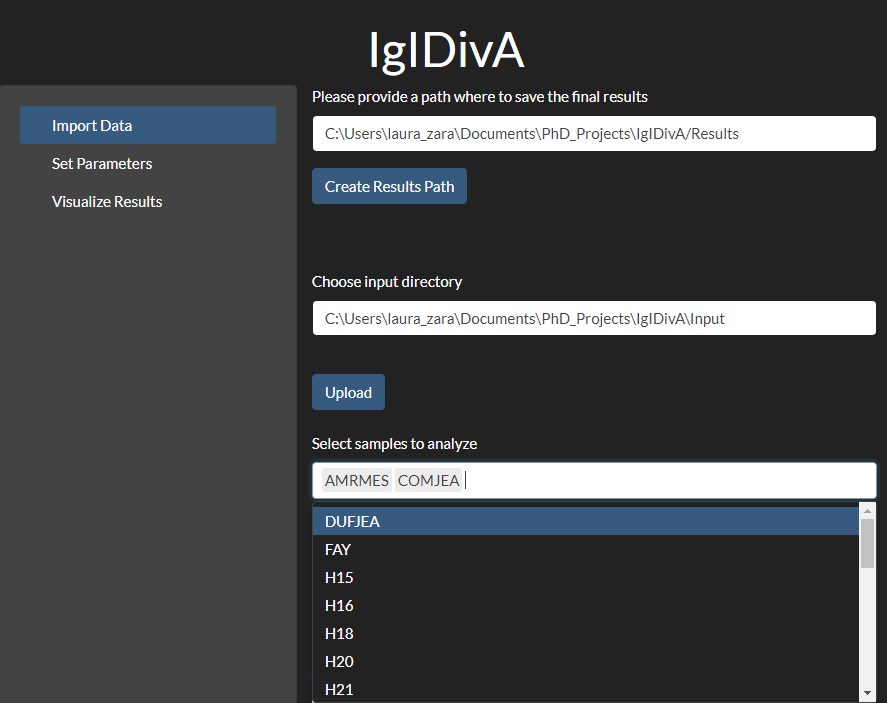 IgIDivA
Import Data
Set Parameters
Visualize Results
Please provide a path where to save the final results
C:\Users\laura_zara\Documents\PhD_Projects\IgIDivA/Results
Create Results Path
Choose input directory
C:\Users\laura_zara\Documents\PhD_Projects\IgIDivA\Input
Upload
Select samples to analyze
AMRMES COMJEA
DUFJEA
FAY
H15
H16
H18
H20
H21